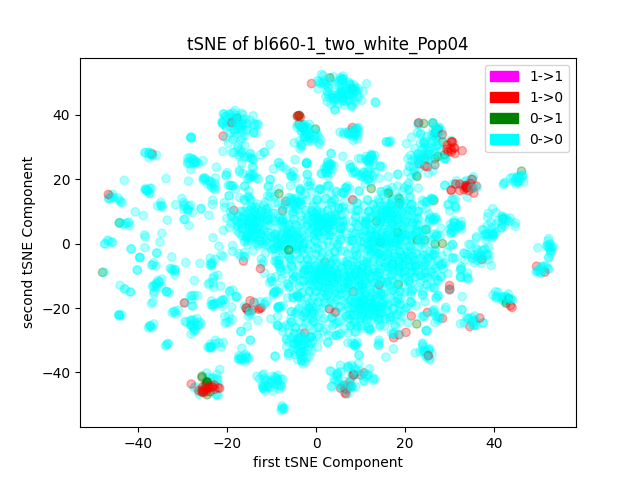 tSNE of bl660-1_two_white_Pop04
1->1
1->0
0->1
0->0
second tSNE Component
40
20
0
−20
−40
−40 −20 0 20 40
first tSNE Component